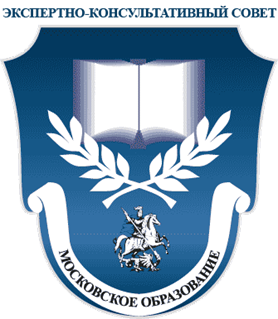 ЭКСПЕРТНО-КОНСУЛЬТАТИВНЫЙ СОВЕТ
МОСКОВСКОЕ ОБРАЗОВАНИЕ